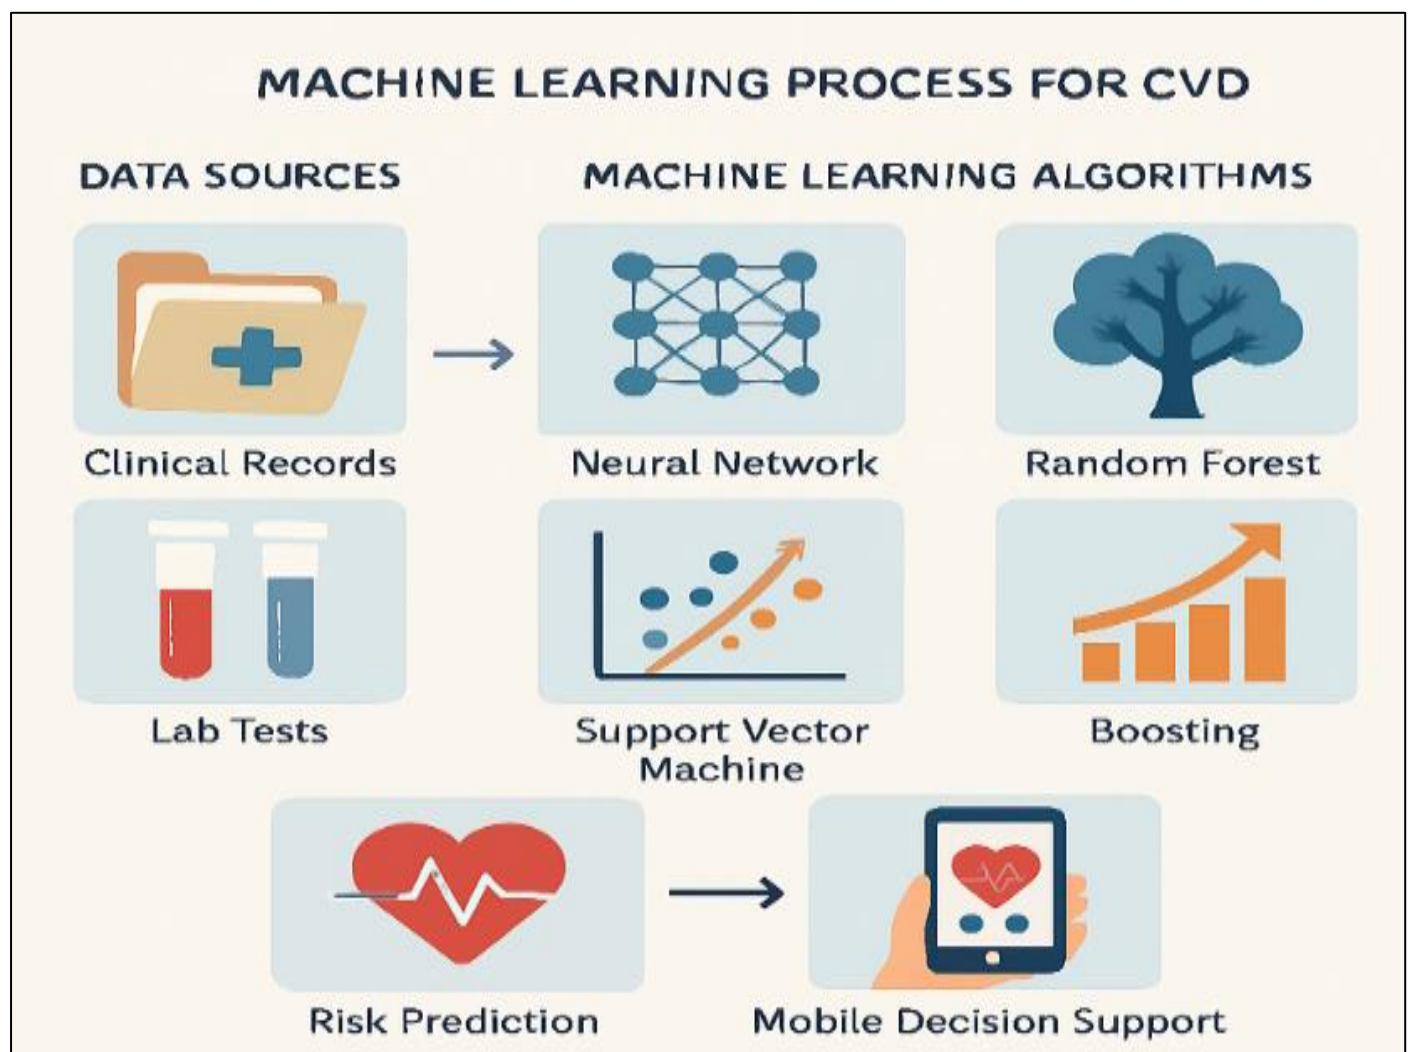 MACHINE LEARNING PROCESS FOR CVD
DATA SOURCES
MACHINE LEARNING ALGORITHMS
Clinical Records
Neural Network
Random Forest
Lab Tests
Support Vector
Machine
Boosting
Risk Prediction
Mobile Decision Support